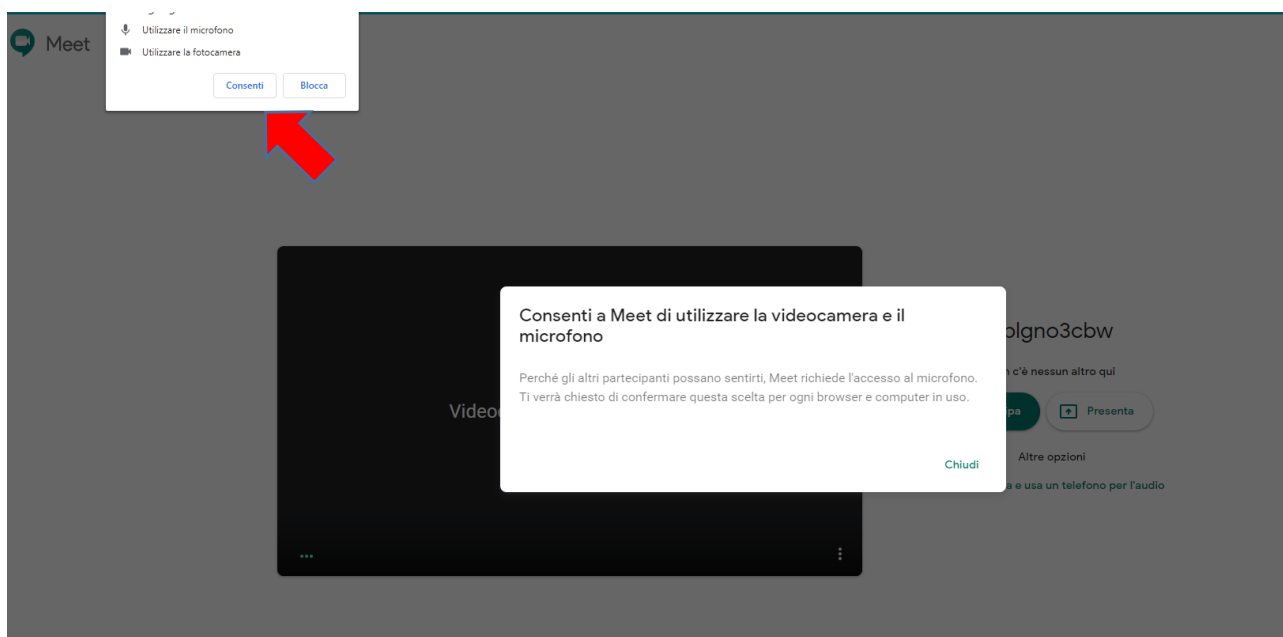 Utilizzare il microfono
Meet
Utilizzare la fotocamera
Consenti Blocca
Consenti a Meet di utilizzare la videocamera e il
microfono
Perché gli altri partecipanti possano sentirti, Meet richiede l'accesso al microfono.
Ti verrà chiesto di confermare questa scelta per ogni browser e computer in uso.
Chiudi
c'è nessun altro qui
Presenta
Altre opzioni
e usa un telefono per l'audio